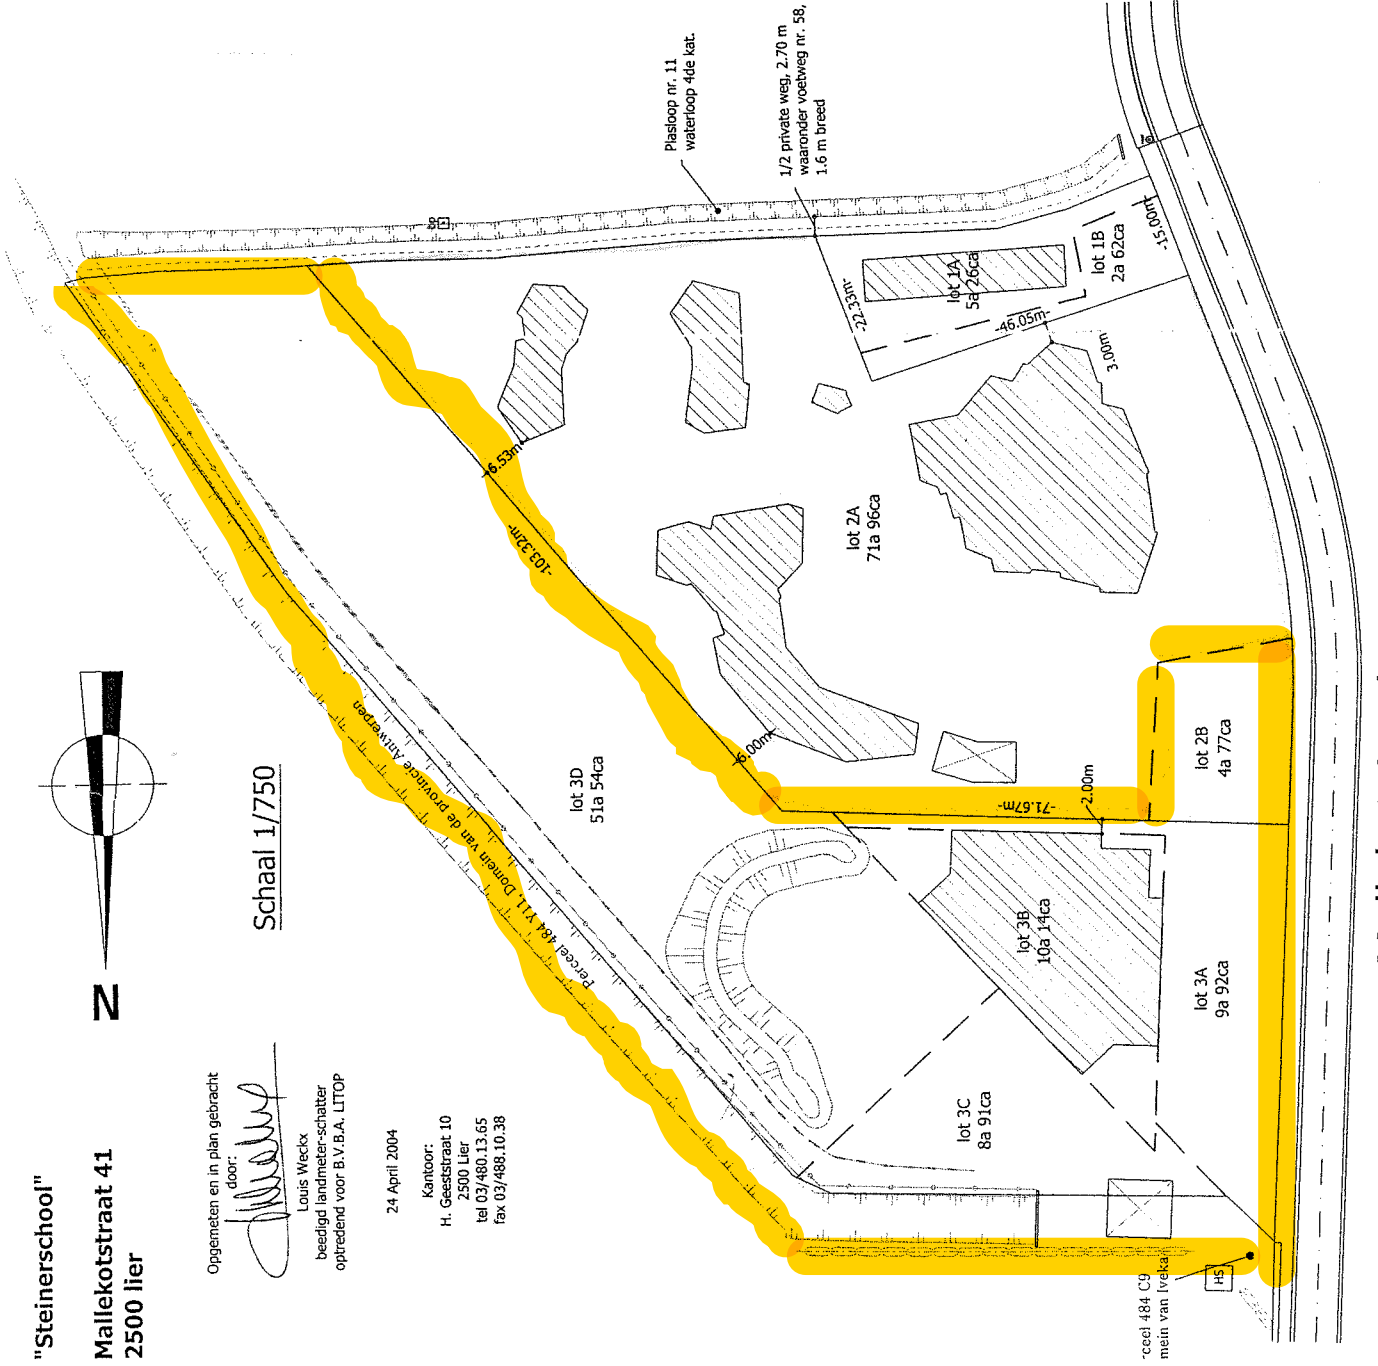 "Steinerschool"
Mallekotstraat 41
2500 lier
Opgemeten en in plan gebracht
door:
Louis Weckx
beëdigd landmeter-schatter
optredend voor B.V.B.A. LITOP
24 April 2004
Kantoor:
H. Geeststraat 10
2500 Lier
tel 03/480.13.65
fax 03/488.10.38
N
Schaal 1/750
Perceel 484 Y11, Domein van de provincie Antwerpen
lot 3D
51a 54ca
-103.32m-
6.53m
6.00m
Plasloop nr. 11
waterloop 4de kat.
1/2 private weg, 2.70 m
waaronder voetweg nr. 58,
1.6 m breed
-22.33m-
lot 1A
5a 26ca
-46.05m-
lot 1B
2a 62ca
-15.00m-
3.00m
lot 2A
71a 96ca
lot 2B
4a 77ca
-71.67m-
2.00m
lot 3B
10a 14ca
lot 3A
9a 92ca
lot 3C
8a 91ca
rceel 484 C9
mein van Iveka
HS